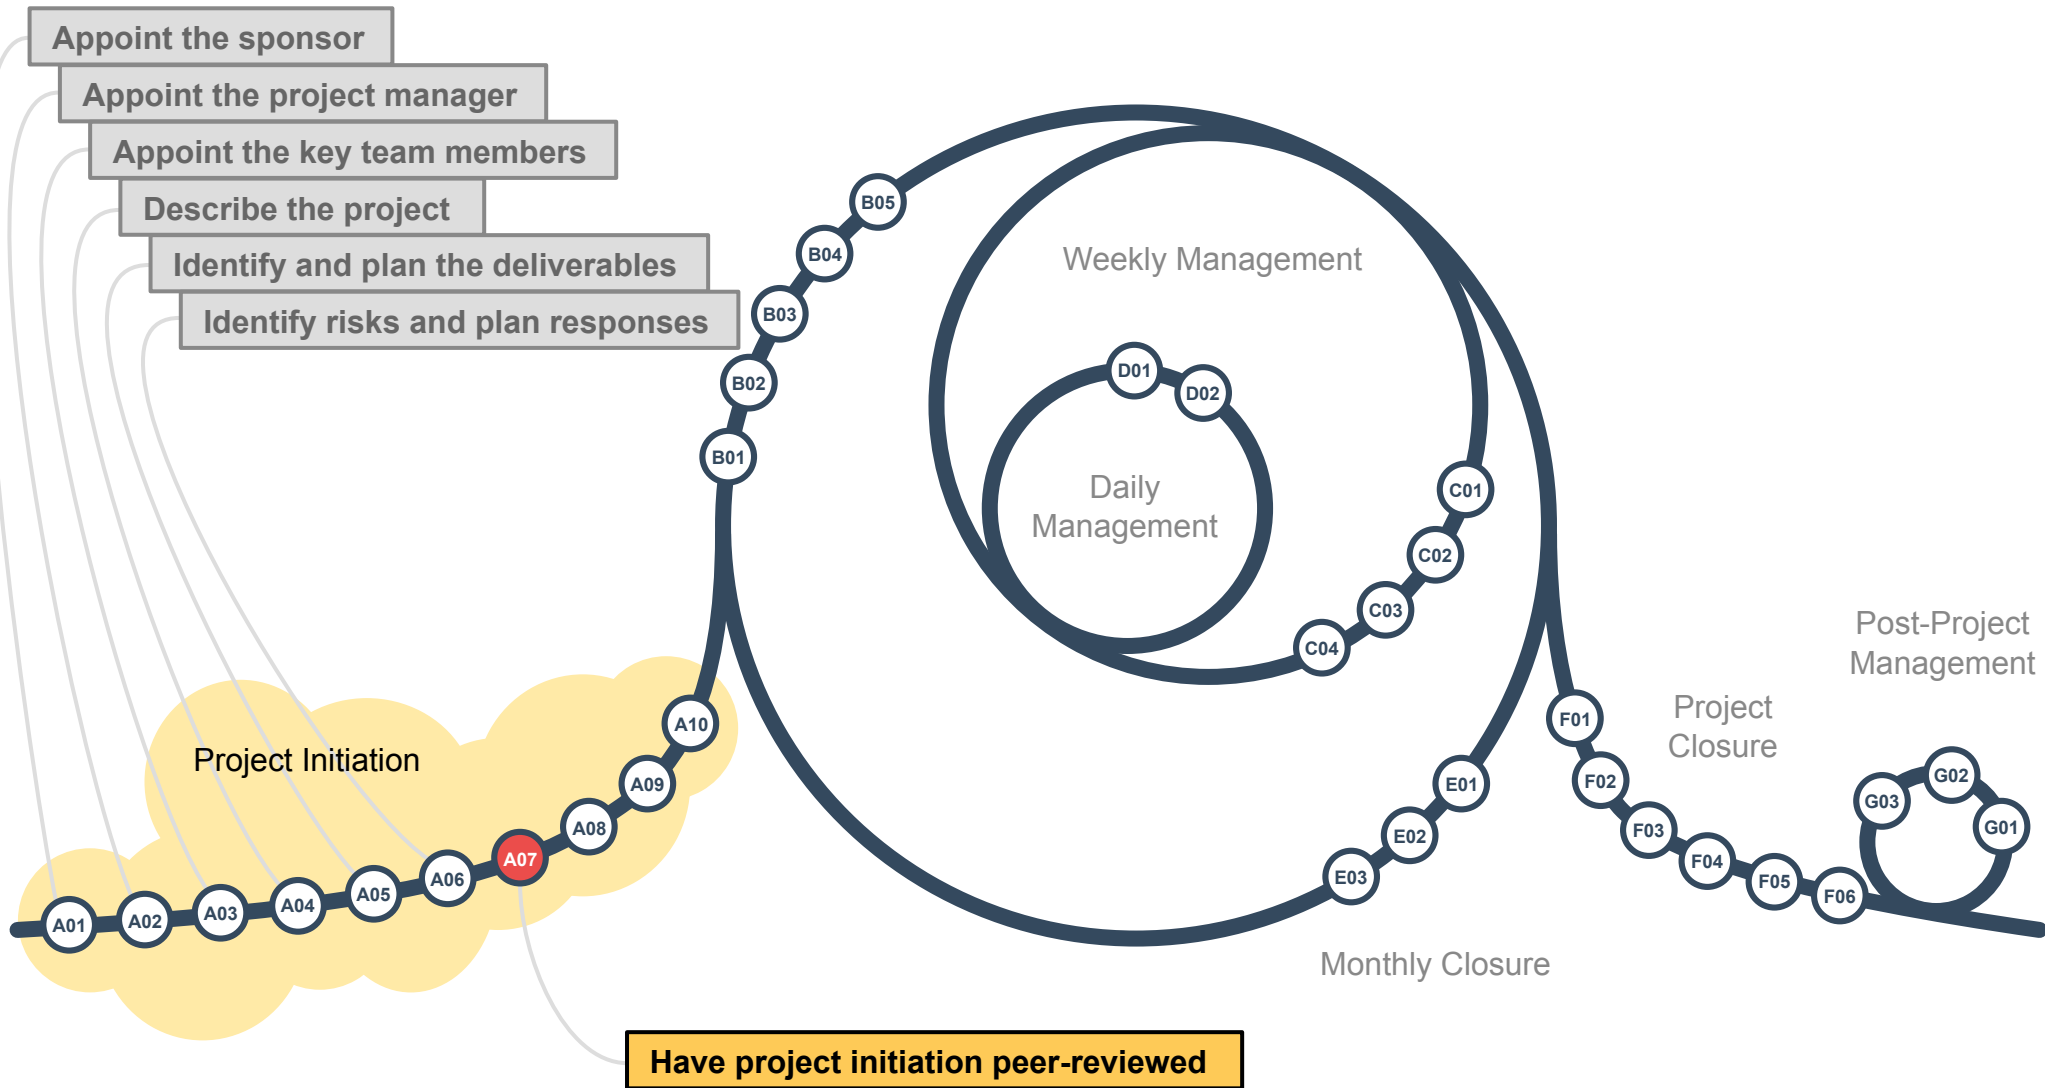 Appoint the sponsor
Appoint the project manager
Appoint the key team members
Describe the project
Identify and plan the deliverables
Identify risks and plan responses
B05
B04
B03
B02
B01
Weekly Management
D01
D02
Daily
Management
C01
C02
C03
C04
Project Initiation
A01
A02
A03
A04
A05
A06
A07
A08
A09
A10
E01
E02
E03
Monthly Closure
F01
F02
F03
F04
F05
F06
Project
Closure
Post-Project
Management
G03
G02
G01
Have project initiation peer-reviewed